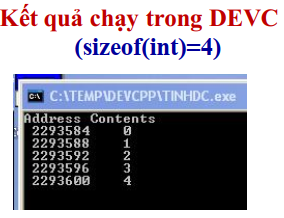 Kết quả chạy trong DEVC
(sizeof(int)=4)
C:\TEMP\DEVCPP\TINHDC.exe
Address Contents
2293584 0
2293588 1
2293592 2
2293596 3
2293600 4